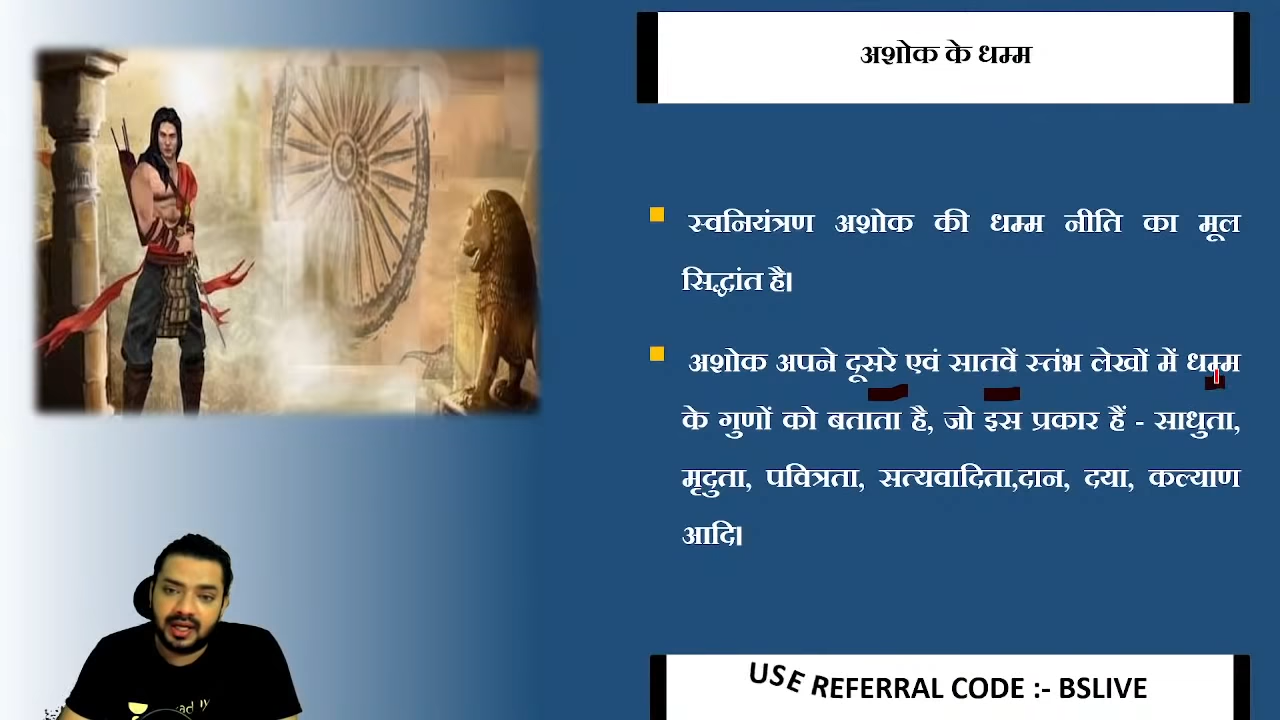 अशोक के धम्म
स्वनियंत्रण अशोक की धम्म नीति का मूल
सिद्धांत है।
अशोक अपने दूसरे एवं सातवें स्तंभ लेखों में धम्म
के गुणों को बताता है, जो इस प्रकार हैं - साधुता,
मृदुता, पवित्रता, सत्यवादिता,दान, दया, कल्याण
आदि।
USE REFERRAL CODE :- BSLIVE